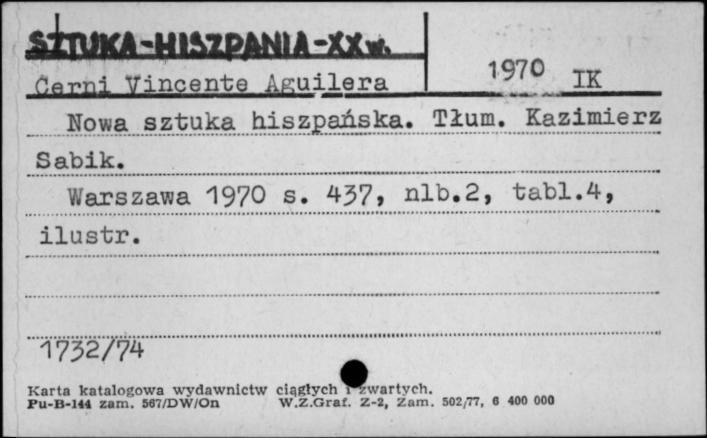 SZTUKA-HISZPANIA-XXw.
Cerni Vincente Aguilera 1970 IK
Nowa sztuka hiszpańska. Tłum. Kazimierz
Sabik.
Warszawa 1970 s. 437, nlb.2, tabl.4,
ilustr.
1732/74
Karta katalogowa wydawnictw ciągłych i zwartych.
Pu-B-144 zam. 567/DW/On W.Z.Graf. Z-2, Zam. 502/77, 6 400 000